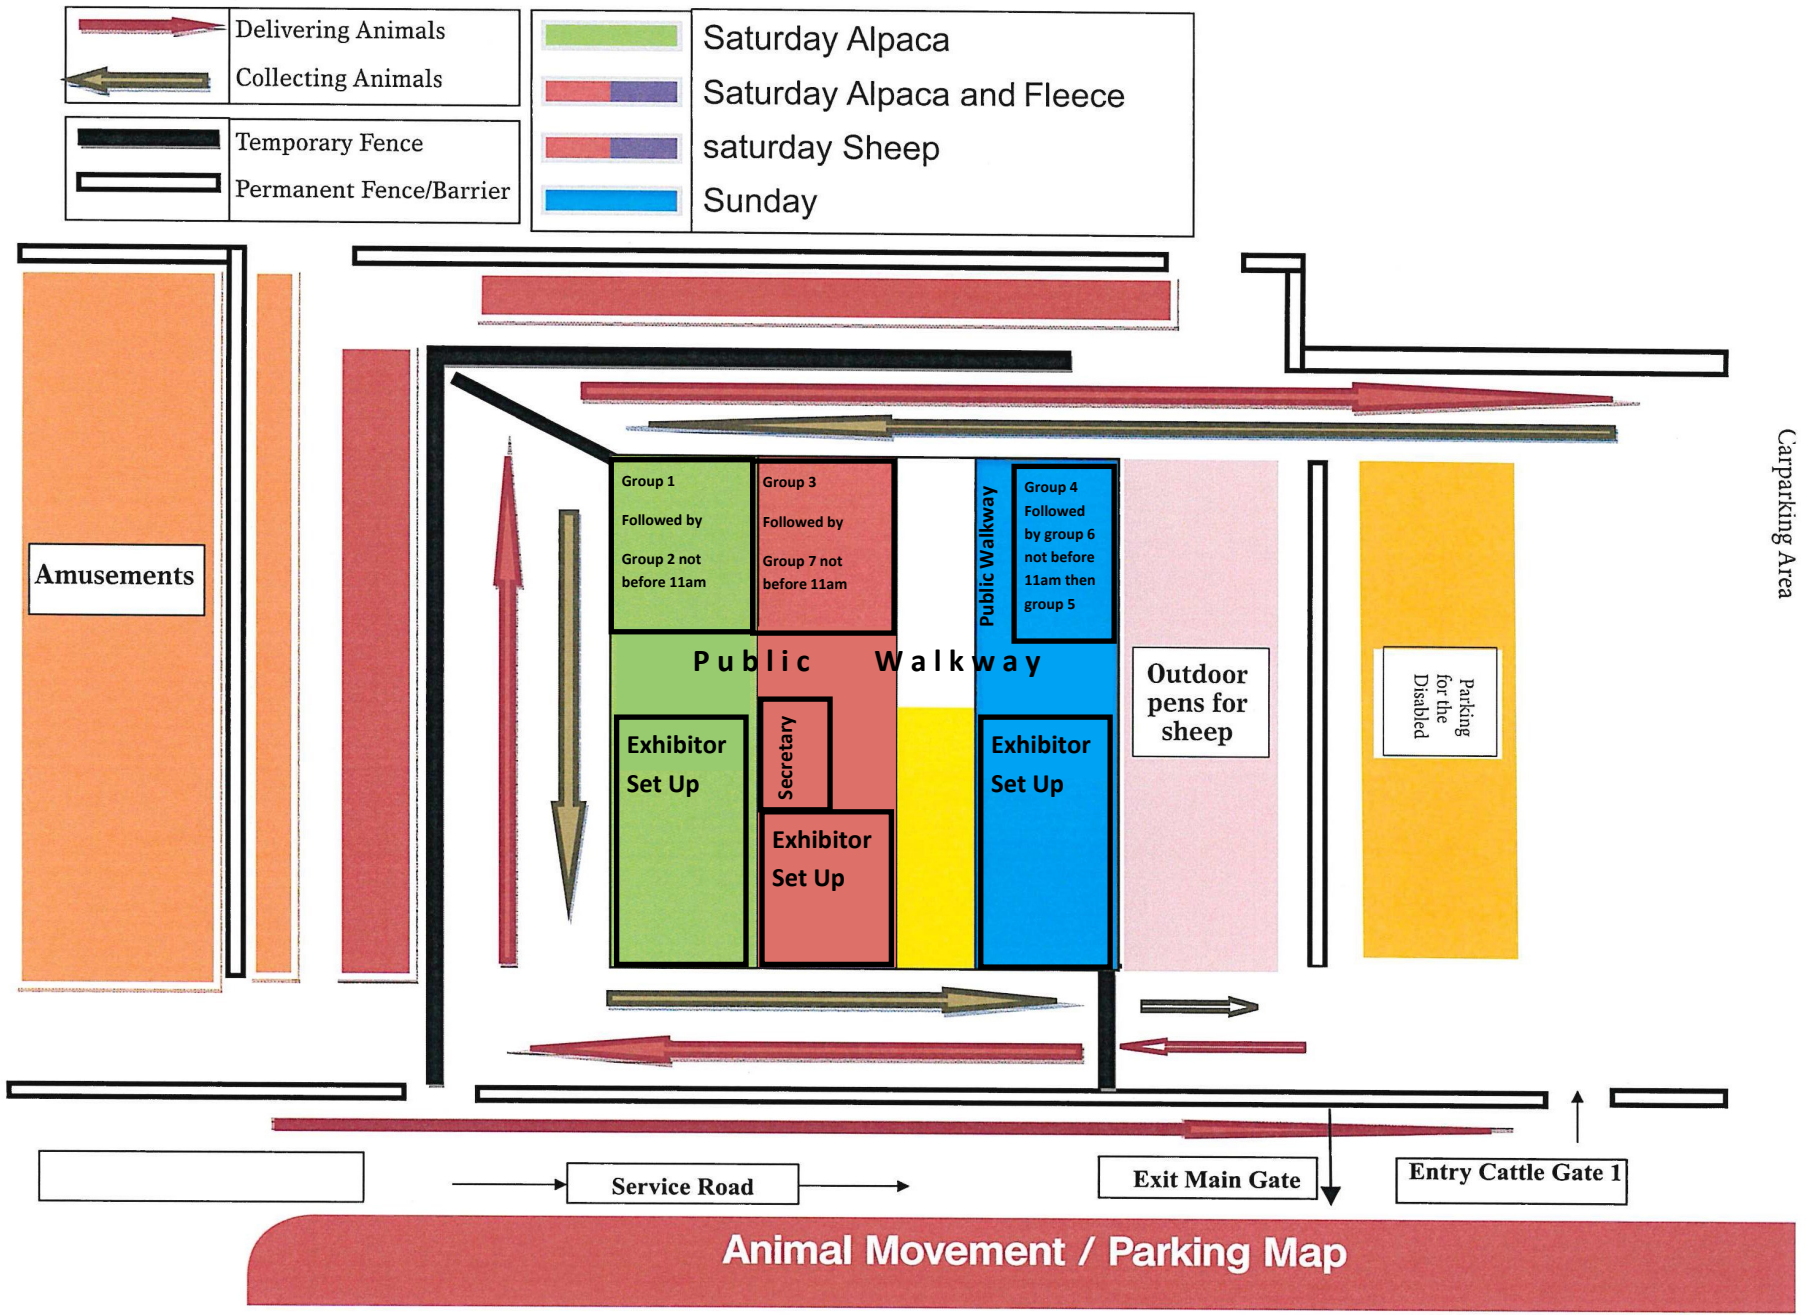 Delivering Animals
Collecting Animals
Temporary Fence
Permanent Fence/Barrier
Saturday Alpaca
Saturday Alpaca and Fleece
saturday Sheep
Sunday
Amusements
Group 1
Followed by
Group 2 not
before 11am
Group 3
Followed by
Group 7 not
before 11am
Public Walkway
Group 4
Followed
by group 6
not before
11am then
group 5
Public Walkway
Exhibitor
Set Up
Secretary
Exhibitor
Set Up
Exhibitor
Set Up
Outdoor
pens for
sheep
Parking
for the
Disabled
Carparking Area
Service Road
Exit Main Gate
Entry Cattle Gate 1
Animal Movement / Parking Map